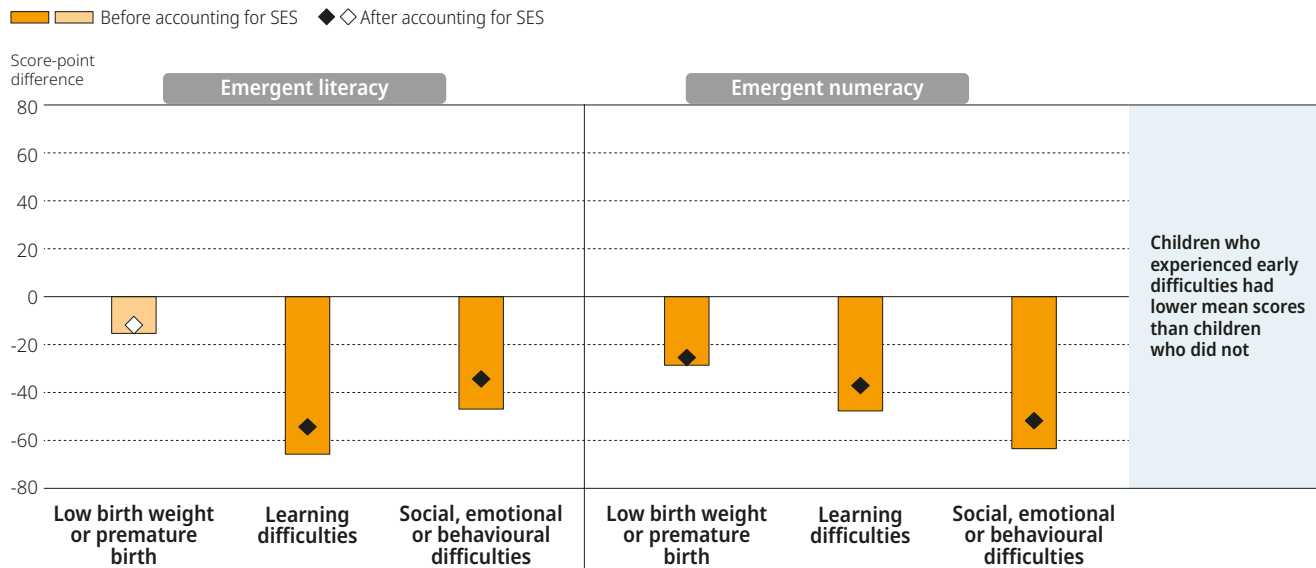 Before accounting for SES
After accounting for SES
Score-point
difference
Emergent literacy
Emergent numeracy
80
60
40
20
0
-20
-40
-60
-80
Children who
experienced early
difficulties had
lower mean scores
than children
who did not
Low birth weight
or premature
birth
Learning
difficulties
Social, emotional
or behavioural
difficulties
Low birth weight
or premature
birth
Learning
difficulties
Social, emotional
or behavioural
difficulties